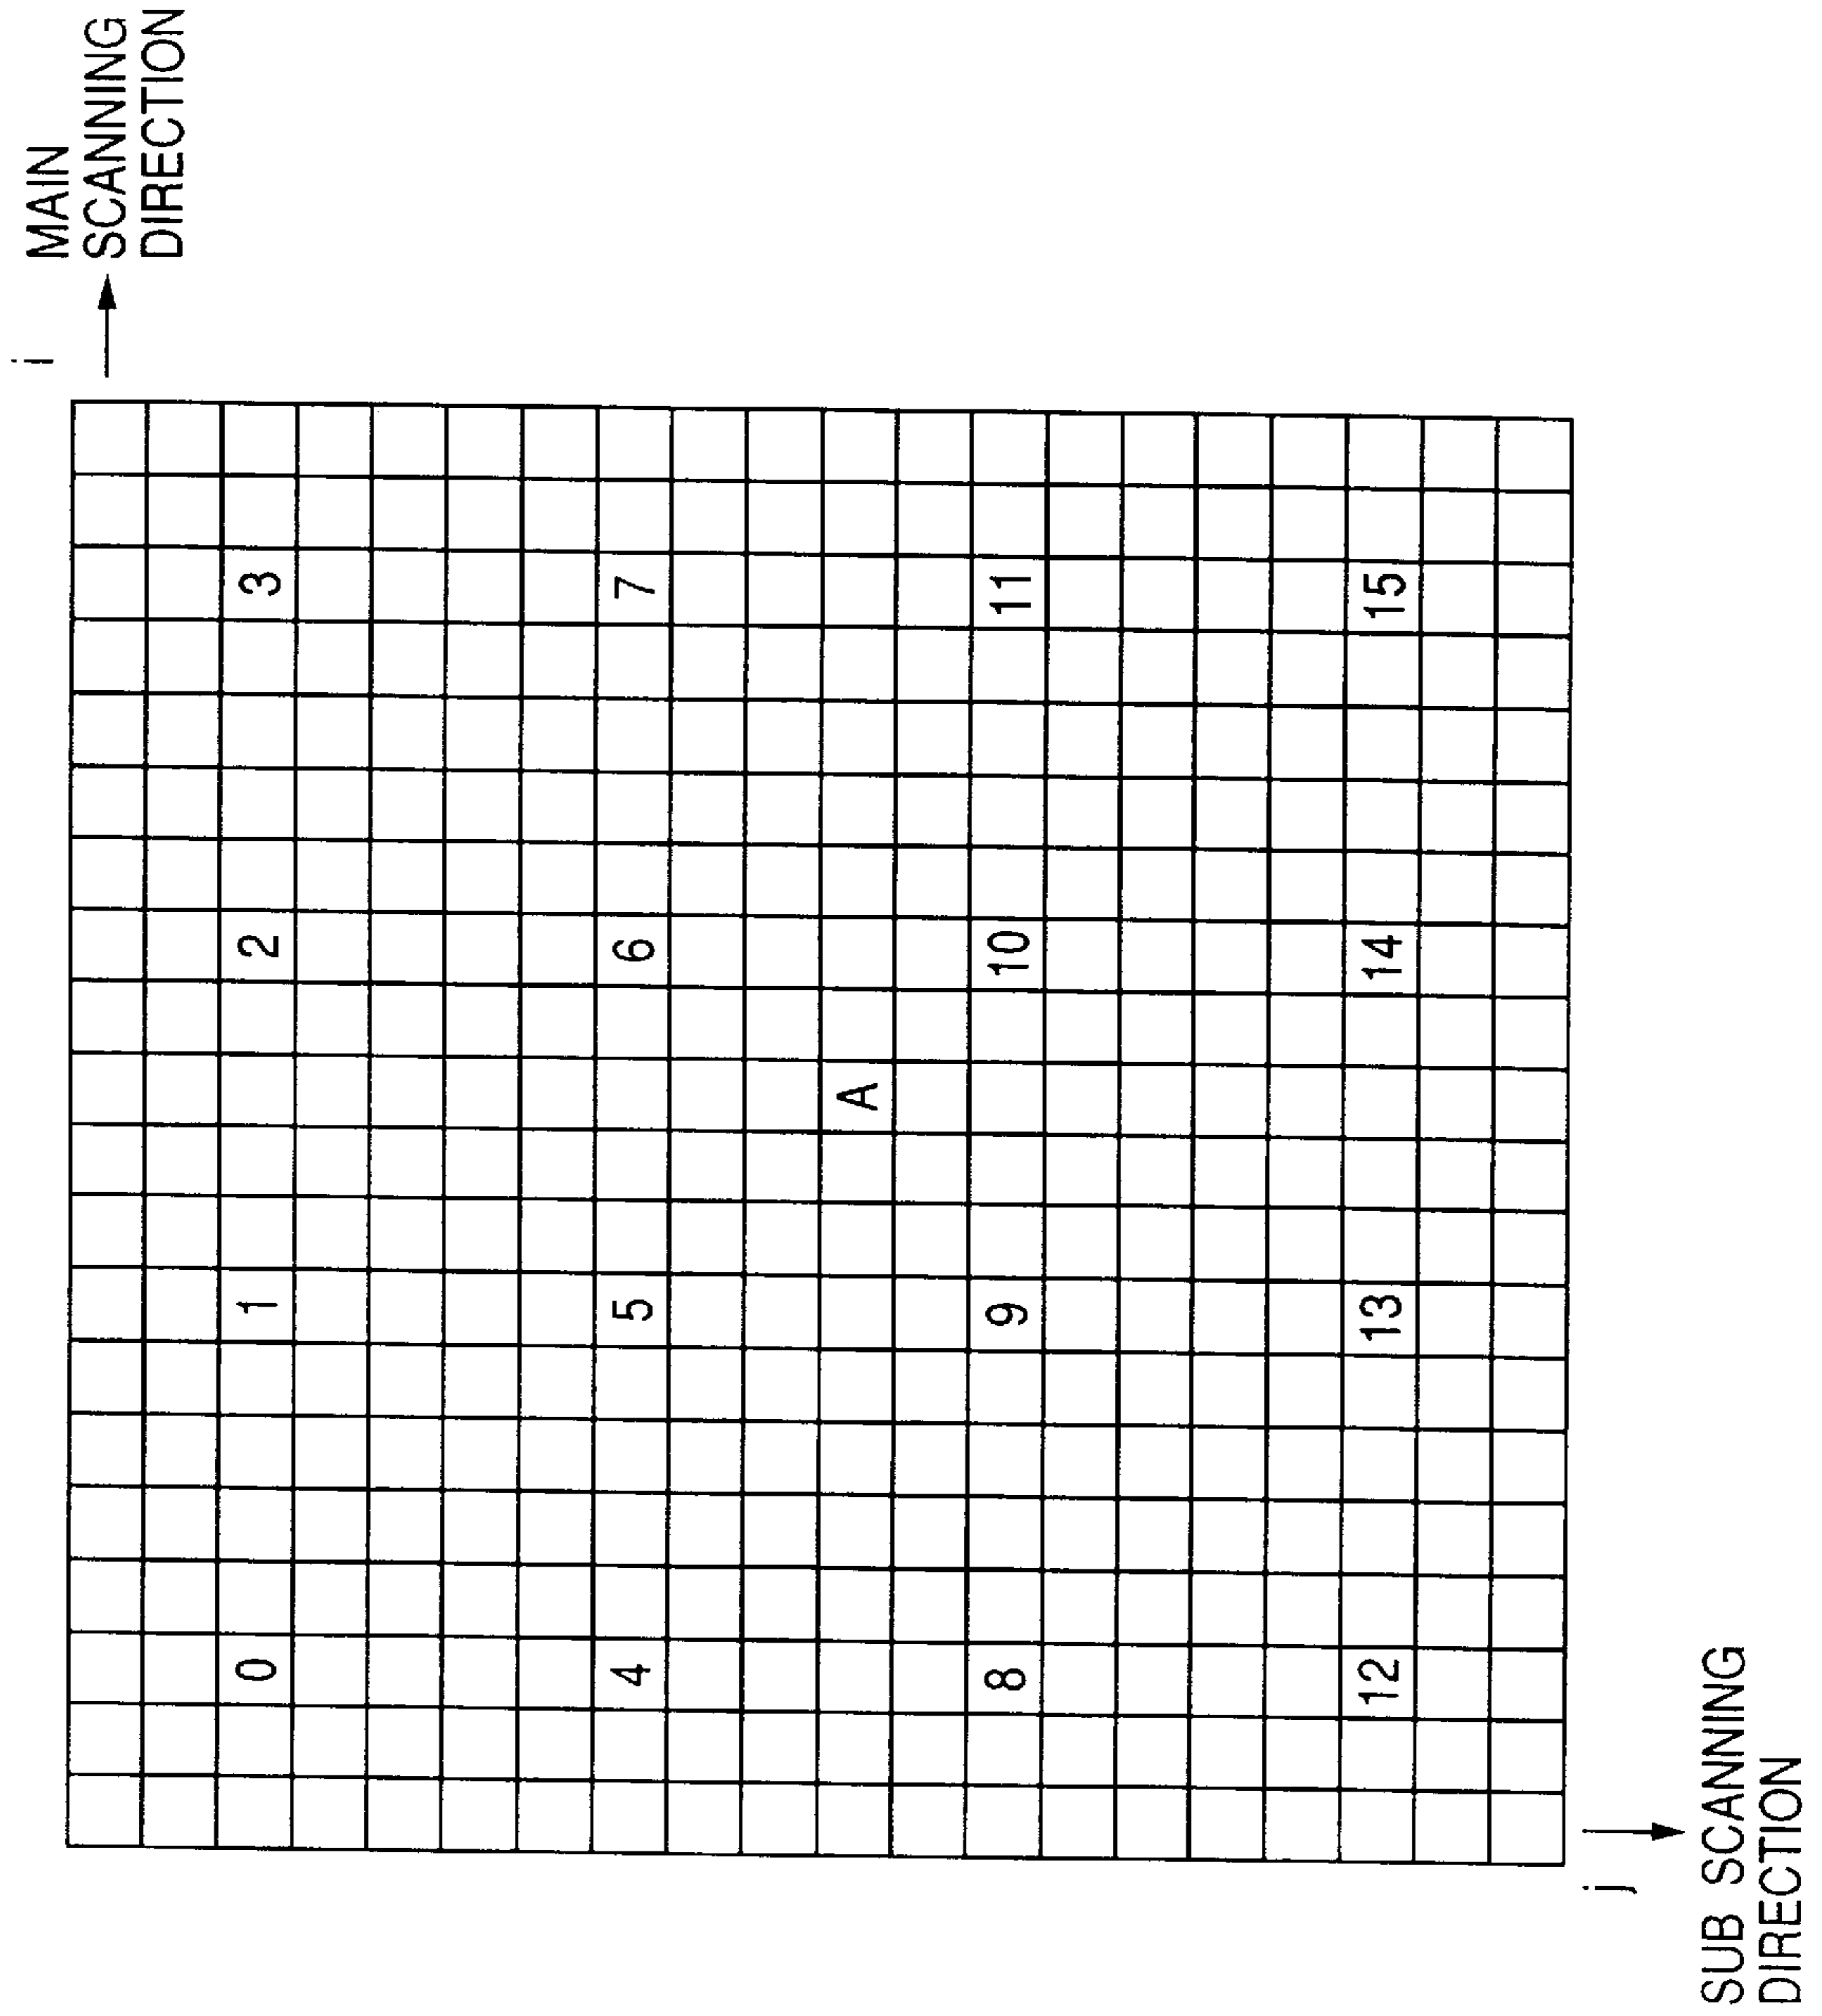 i MAIN
SCANNING
DIRECTION
0 1 2 3
4 5 6 7
A
8 9 10 11
12 13 14 15
j
SUB SCANNING
DIRECTION